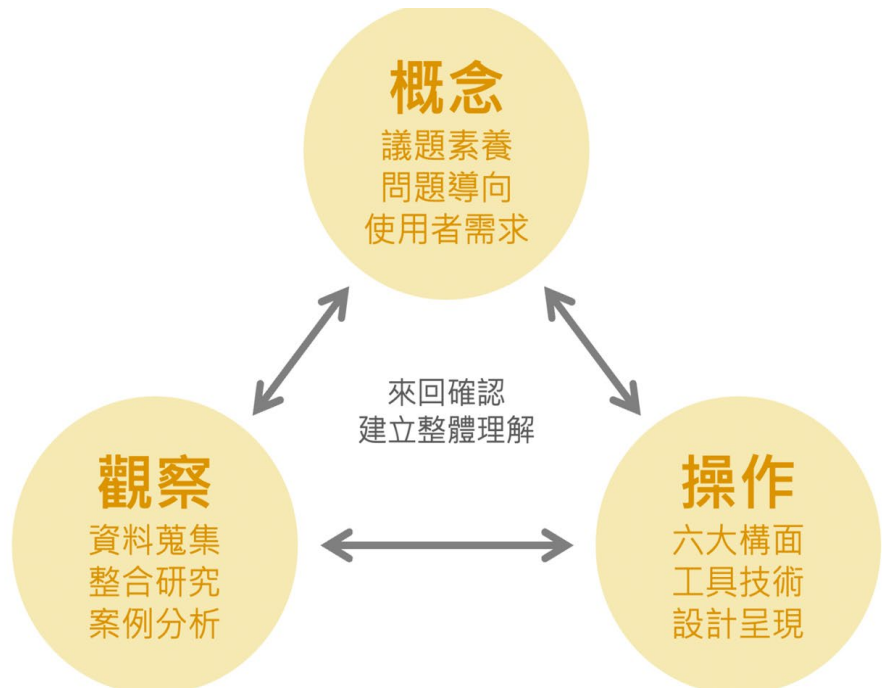 概念
議題素養
問題導向
使用者需求
來回確認
建立整體理解
觀察
資料蒐集
整合研究
案例分析
操作
六大構面
工具技術
設計呈現